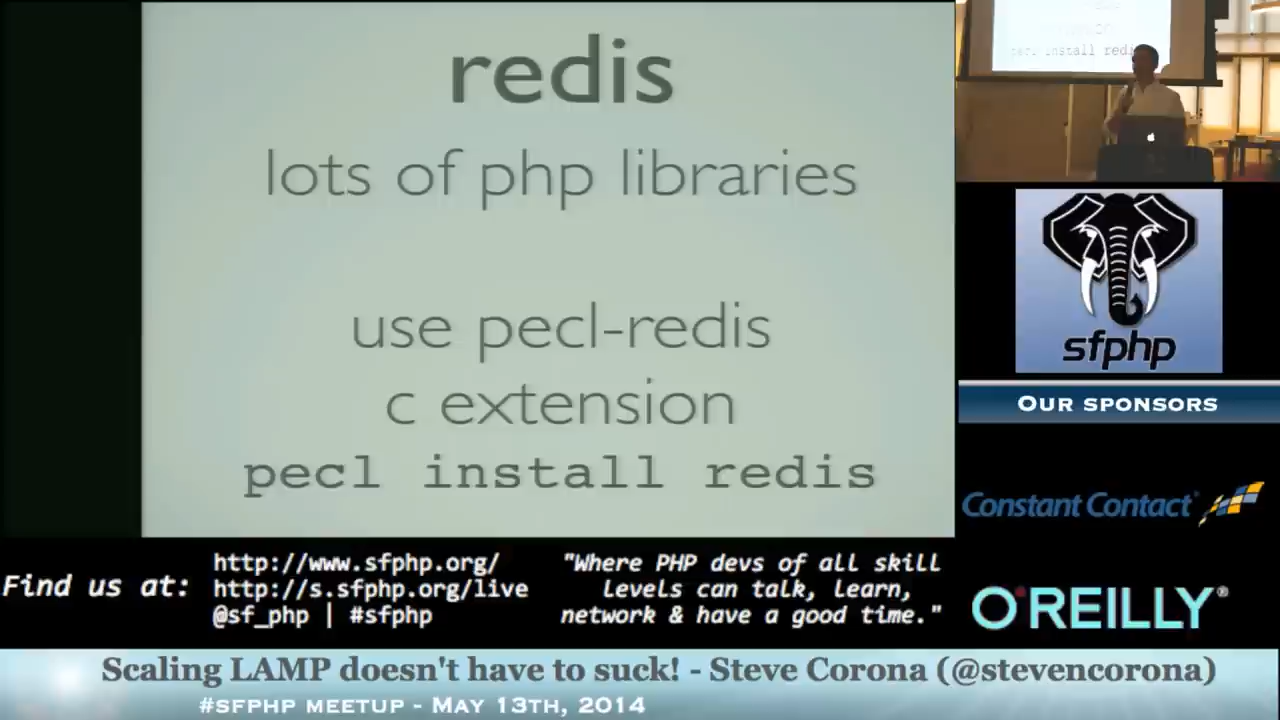 redis
lots of php libraries
use pecl-redis
c extension
pecl install redis
pecl install redis
sfphp
Our sponsors
Constant Contact®
O'REILLY®
Find us at:
http://www.sfphp.org/
http://s.sfphp.org/live
@sf_php | #sfphp
"Where PHP devs of all skill
Levels can talk, learn,
network & have a good time."
Scaling LAMP doesn't have to suck! - Steve Corona (@stevencorona)
#sfphp meetup - May 13th, 2014